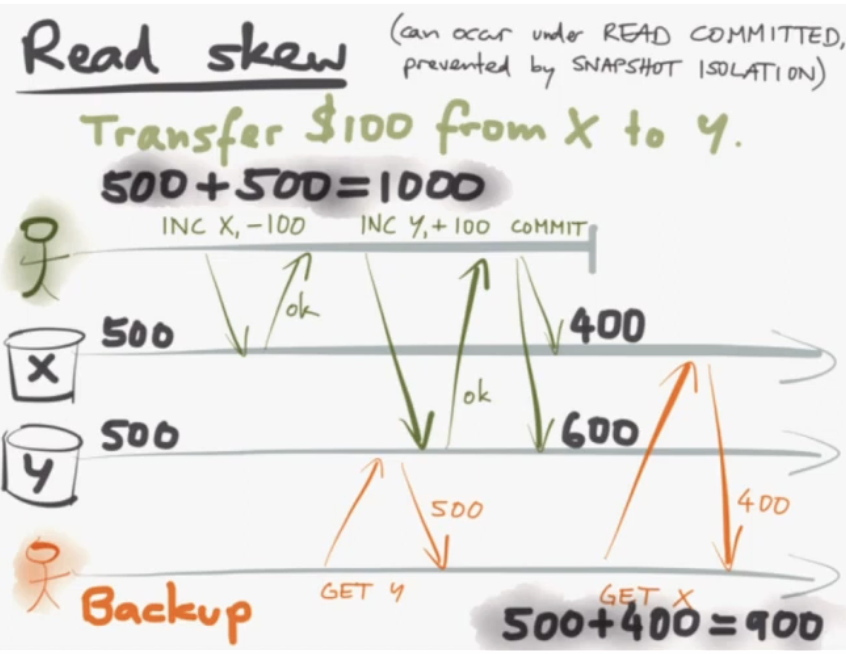 Read skew
(can occur under READ COMMITTED,
prevented by SNAPSHOT ISOLATION)
Transfer $100 from X to Y.
500+500=1000
INC X, -100
INC Y, +100
COMMIT
ok
500
400
X
ok
500
600
Y
500
400
GET Y
GET X
Backup
500+400=900